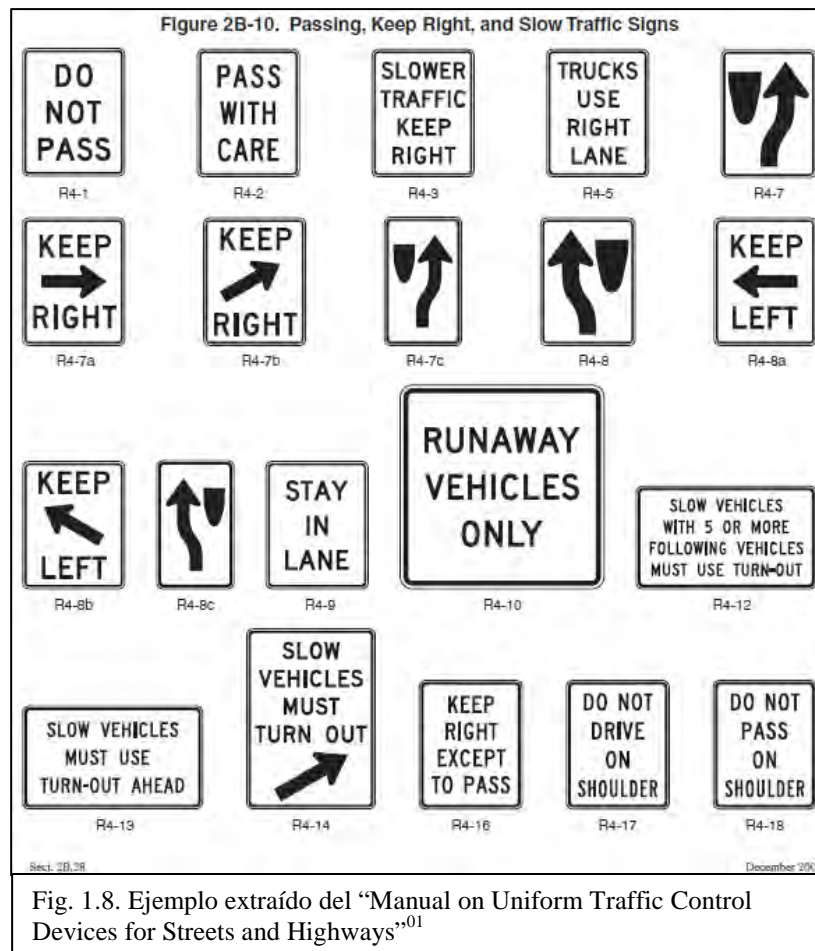 Figure 2B-10. Passing, Keep Right, and Slow Traffic Signs
DO
NOT
PASS
R4-1
PASS
WITH
CARE
R4-2
SLOWER
TRAFFIC
KEEP
RIGHT
R4-3
TRUCKS
USE
RIGHT
LANE
R4-5
R4-7
KEEP
RIGHT
R4-7a
KEEP
RIGHT
R4-7b
R4-7c
R4-8
KEEP
LEFT
R4-8a
KEEP
LEFT
R4-8b
R4-8c
STAY
IN
LANE
R4-9
RUNAWAY
VEHICLES
ONLY
R4-10
SLOW VEHICLES
WITH 5 OR MORE
FOLLOWING VEHICLES
MUST USE TURN-OUT
R4-12
SLOW VEHICLES
MUST USE
TURN-OUT AHEAD
R4-13
SLOW
VEHICLES
MUST
TURN OUT
R4-14
KEEP
RIGHT
EXCEPT
TO PASS
R4-16
DO NOT
DRIVE
ON
SHOULDER
R4-17
DO NOT
PASS
ON
SHOULDER
R4-18
Sect. 2B.28
December
Fig. 1.8. Ejemplo extraído del “Manual on Uniform Traffic Control
Devices for Streets and Highways”01